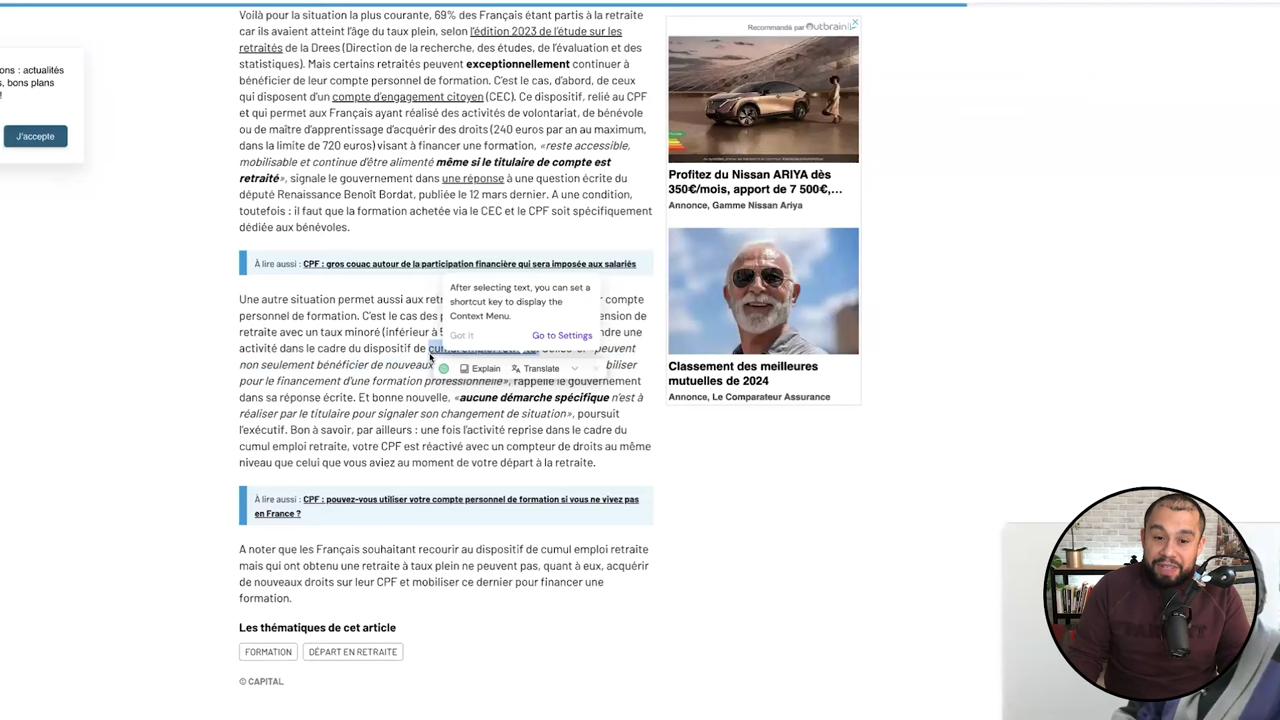 Voilà pour la situation la plus courante, 69% des Français étant partis à la retraite
car ils avaient atteint l'âge du taux plein, selon l'édition 2023 de l'étude sur les
retraités de la Drees (Direction de la recherche, des études, de l'évaluation et des
statistiques). Mais certains retraités peuvent exceptionnellement continuer à
bénéficier de leur compte personnel de formation. C'est le cas, d'abord, de ceux
qui disposent d'un compte d'engagement citoyen (CEC). Ce dispositif, relié au CPF
et qui permet aux Français ayant réalisé des activités de volontariat, de bénévole
ou de maître d'apprentissage d'acquérir des droits (240 euros par an au maximum,
dans la limite de 720 euros) visant à financer une formation, «reste accessible,
mobilisable et continue d'être alimenté même si le titulaire de compte est
retraité», signale le gouvernement dans une réponse à une question écrite du
député Renaissance Benoît Bordat, publiée le 12 mars dernier. A une condition,
toutefois : il faut que la formation achetée via le CEC et le CPF soit spécifiquement
dédiée aux bénévoles.
À lire aussi : CPF : gros couac autour de la participation financière qui sera imposée aux salariés
Une autre situation permet aussi aux retr compte
personnel de formation. C'est le cas des p ension de
retraite avec un taux minoré (inférieur à 5 ndre une
activité dans le cadre du dispositif de peuvent
non seulement bénéficier de nouveaux biliser
pour le financement d'une formation professionnelle», rappelle le gouvernement
dans sa réponse écrite. Et bonne nouvelle, «aucune démarche spécifique n'est à
réaliser par le titulaire pour signaler son changement de situation», poursuit
l'exécutif. Bon à savoir, par ailleurs : une fois l'activité reprise dans le cadre du
cumul emploi retraite, votre CPF est réactivé avec un compteur de droits au même
niveau que celui que vous aviez au moment de votre départ à la retraite.
À lire aussi : CPF : pouvez-vous utiliser votre compte personnel de formation si vous ne vivez pas
en France ?
A noter que les Français souhaitant recourir au dispositif de cumul emploi retraite
mais qui ont obtenu une retraite à taux plein ne peuvent pas, quant à eux, acquérir
de nouveaux droits sur leur CPF et mobiliser ce dernier pour financer une
formation.
Les thématiques de cet article
FORMATION
DÉPART EN RETRAITE
© CAPITAL
After selecting text, you can set a
shortcut key to display the
Context Menu.
Got it
Go to Settings
Explain
Translate
ons : actualités
s, bons plans
!
J'accepte
Recommandé par Outbrain
Profitez du Nissan ARIYA dès
350€/mois, apport de 7 500€,...
Annonce, Gamme Nissan Ariya
Classement des meilleures
mutuelles de 2024
Annonce, Le Comparateur Assurance